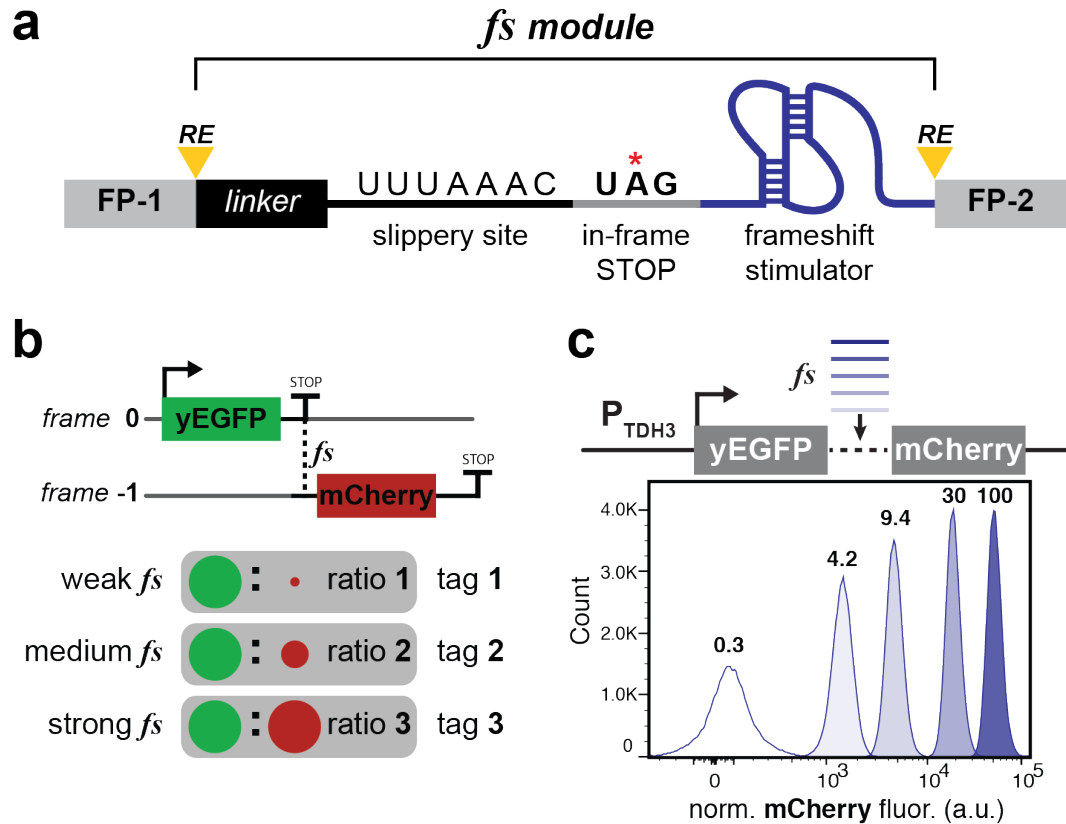 a
fs module
RE
RE
FP-1
linker
UUUAAAC
UAG
*
FP-2
slippery site
in-frame
STOP
frameshift
stimulator
b
frame 0
yEGFP
STOP
fs
frame -1
mCherry
STOP
weak fs
:
ratio 1
tag 1
medium fs
:
ratio 2
tag 2
strong fs
:
ratio 3
tag 3
c
fs
PTDH3
yEGFP
mCherry
Count
4.0K
3.0K
2.0K
1.0K
0
0.3
4.2
9.4
30
100
0
10³
10⁴
10⁵
norm. mCherry fluor. (a.u.)